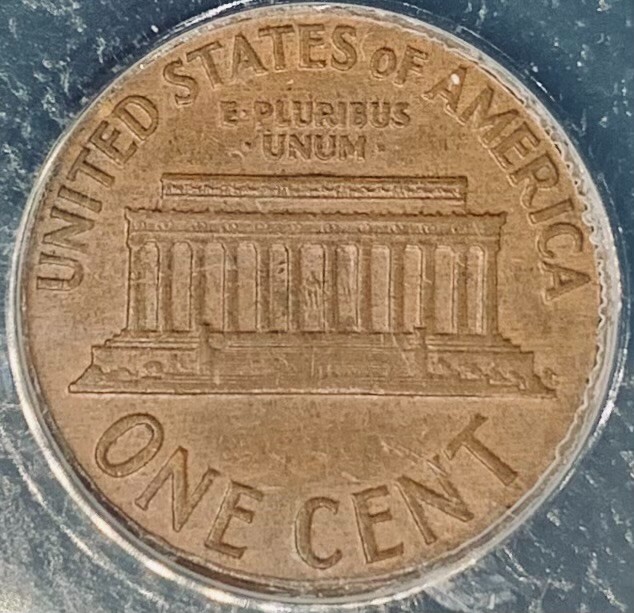 UNITED STATES OF AMERICA
E·PLURIBUS
·UNUM·
ONE CENT